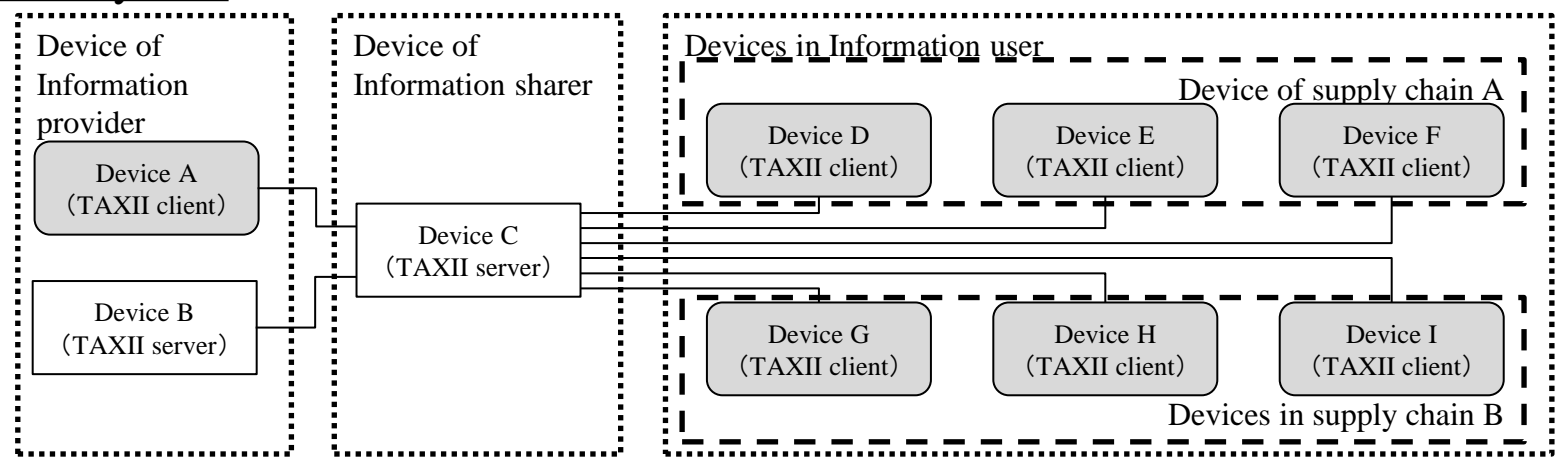 Device of
Information
provider
Device A
（TAXII client）
Device B
（TAXII server）
Device of
Information sharer
Device C
（TAXII server）
Devices in Information user
Device of supply chain A
Device D
（TAXII client）
Device E
（TAXII client）
Device F
（TAXII client）
Device G
（TAXII client）
Device H
（TAXII client）
Device I
（TAXII client）
Devices in supply chain B